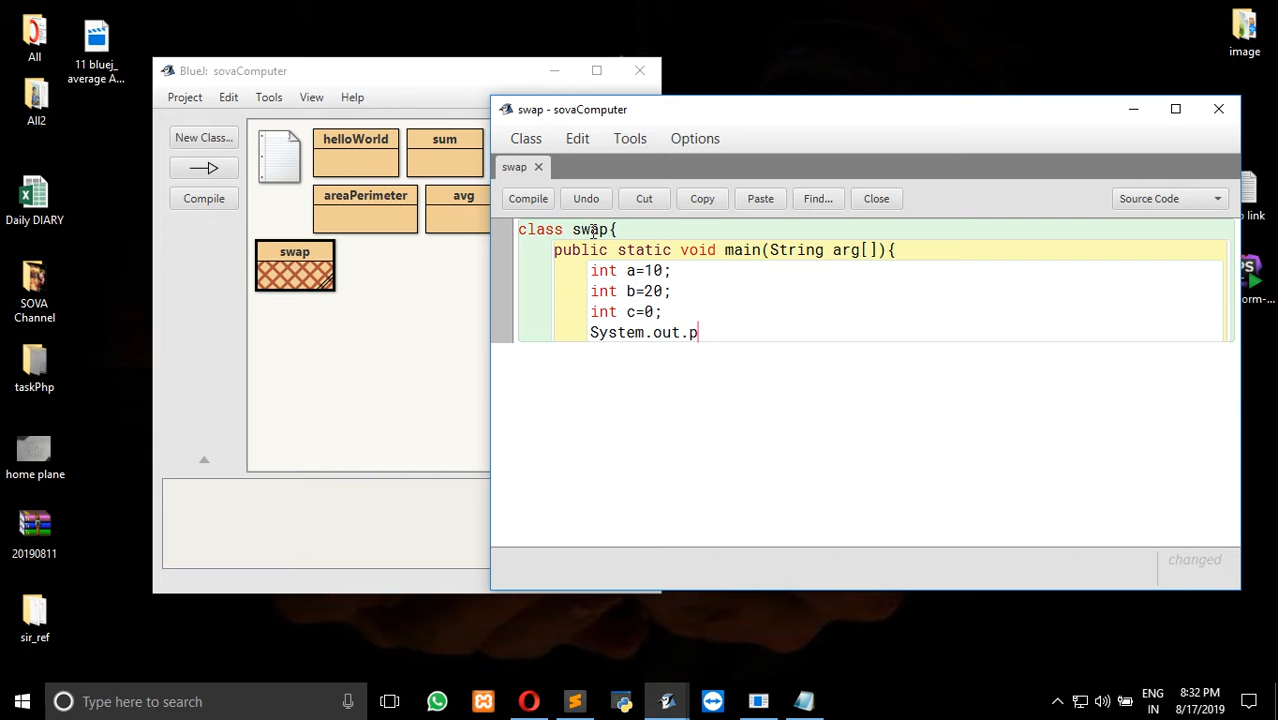 All
11 bluej_
average A...
All2
Daily DIARY
SOVA
Channel
taskPhp
home plane
20190811
sir_ref
image
BlueJ: sovaComputer
Project Edit Tools View Help
New Class...
Compile
helloWorld
sum
areaPerimeter
avg
swap
swap - sovaComputer
Class Edit Tools Options
swap
Compile Undo Cut Copy Paste Find... Close Source Code
class swap{
public static void main(String arg[]){
int a=10;
int b=20;
int c=0;
System.out.p
changed
link
PS
orm-...
Type here to search
ENG
IN
8:32 PM
8/17/2019